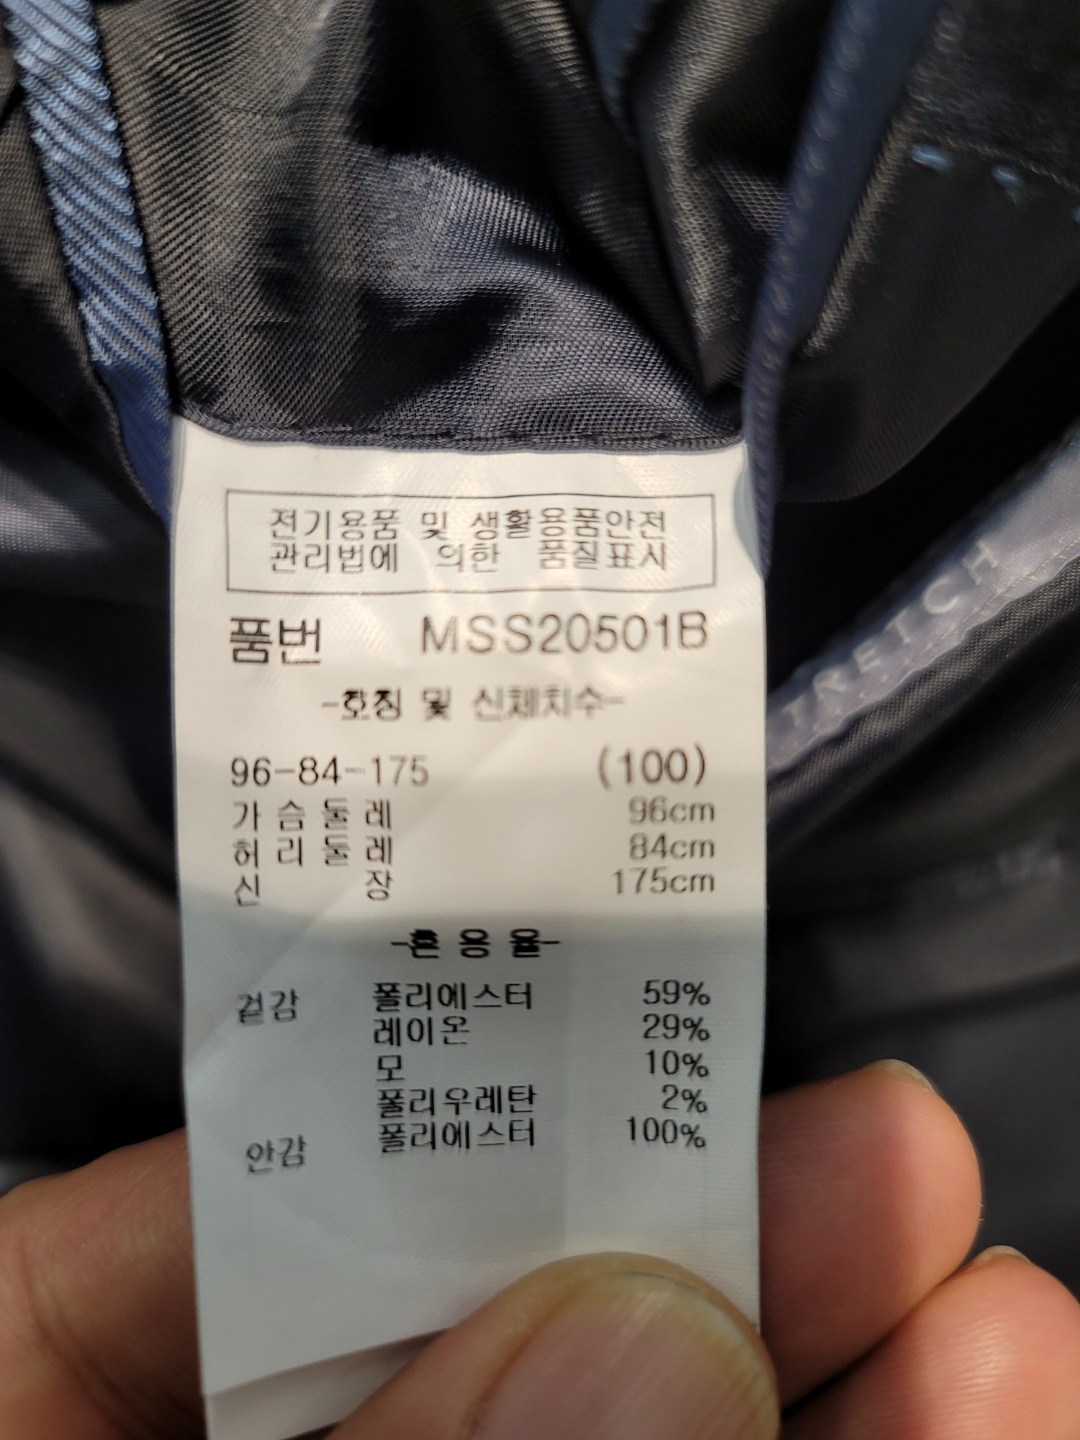 전기용품 및 생활용품안전
관리법에 의한 품질표시
품번 MSS20501B
-호칭 및 신체치수-
96-84-175 (100)
가슴둘레 96cm
허리둘레 84cm
신장 175cm
-혼용율-
겉감 폴리에스터 59%
레이온 29%
모 10%
폴리우레탄 2%
안감 폴리에스터 100%
TRETCH